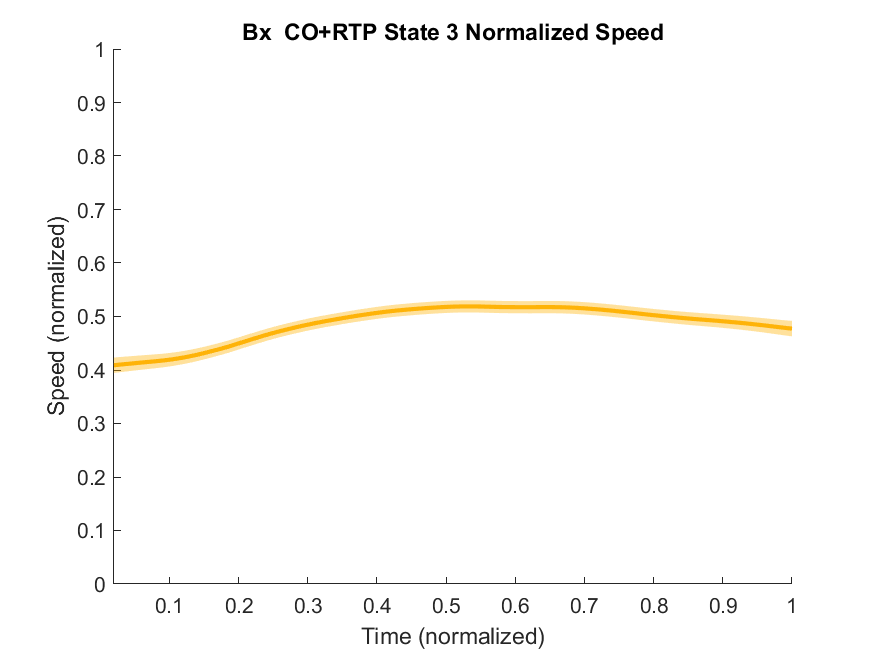 Bx  CO+RTP State 3 Normalized Speed
1
0.9
0.8
0.7
0.6
0.5
0.4
0.3
0.2
0.1
0
Speed (normalized)
0.1 0.2 0.3 0.4 0.5 0.6 0.7 0.8 0.9 1
Time (normalized)